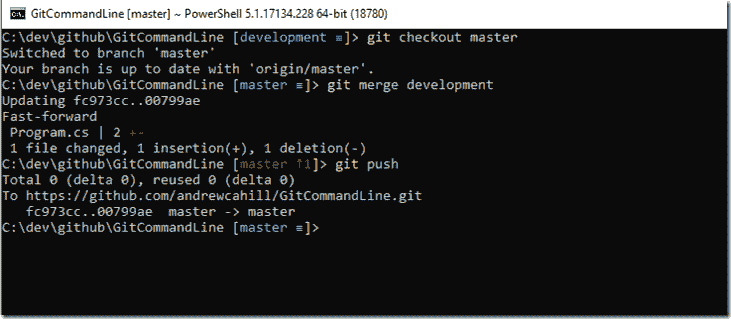 GitCommandLine [master] ~ PowerShell 5.1.17134.228 64-bit (18780)
C:\dev\github\GitCommandLine [development ≡]> git checkout master
Switched to branch 'master'
Your branch is up to date with 'origin/master'.
C:\dev\github\GitCommandLine [master ≡]> git merge development
Updating fc973cc..00799ae
Fast-forward
 Program.cs | 2 +-
 1 file changed, 1 insertion(+), 1 deletion(-)
C:\dev\github\GitCommandLine [master ↑1]> git push
Total 0 (delta 0), reused 0 (delta 0)
To https://github.com/andrewcahill/GitCommandLine.git
   fc973cc..00799ae  master -> master
C:\dev\github\GitCommandLine [master ≡]>